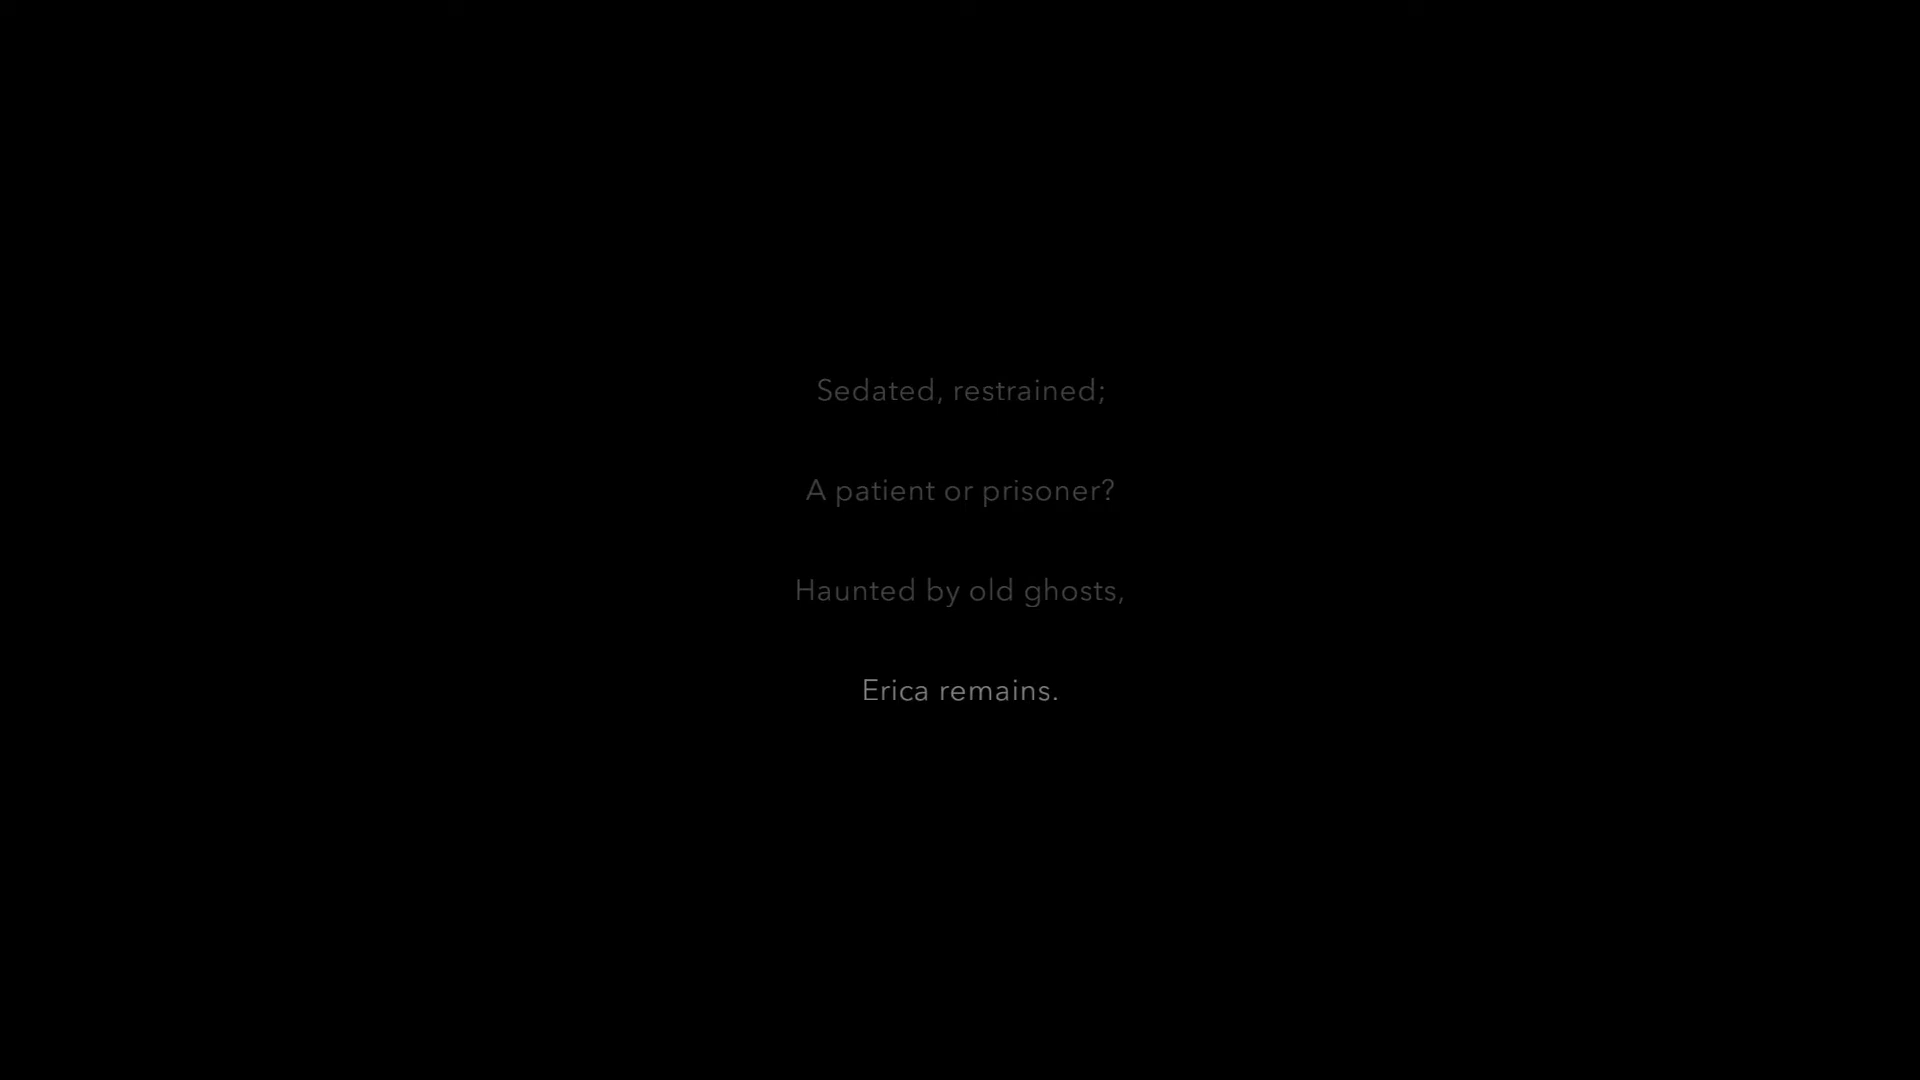 Sedated, restrained;
A patient or prisoner?
Haunted by old ghosts,
Erica remains.